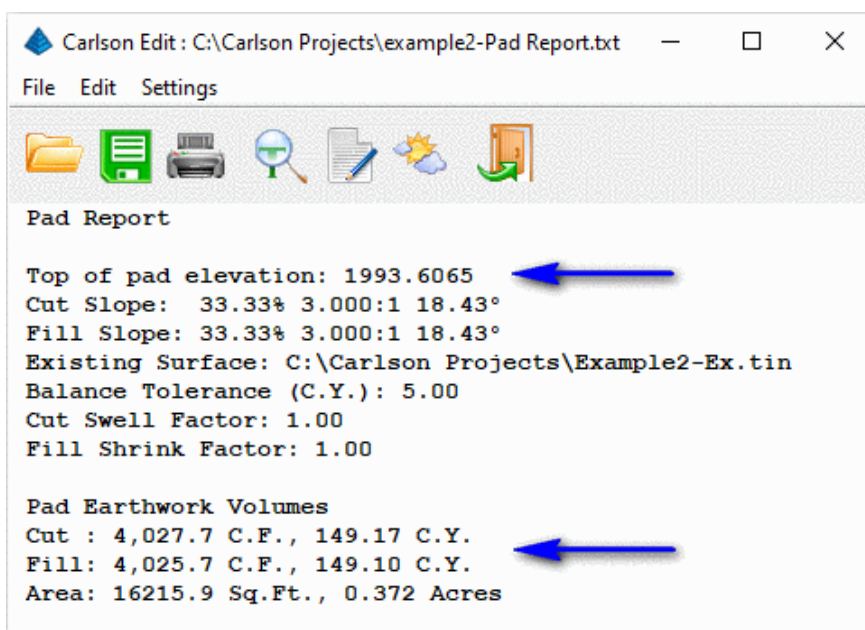 Carlson Edit : C:\Carlson Projects\example2-Pad Report.txt
File Edit Settings
Pad Report
Top of pad elevation: 1993.6065
Cut Slope: 33.33% 3.000:1 18.43°
Fill Slope: 33.33% 3.000:1 18.43°
Existing Surface: C:\Carlson Projects\Example2-Ex.tin
Balance Tolerance (C.Y.): 5.00
Cut Swell Factor: 1.00
Fill Shrink Factor: 1.00
Pad Earthwork Volumes
Cut : 4,027.7 C.F., 149.17 C.Y.
Fill: 4,025.7 C.F., 149.10 C.Y.
Area: 16215.9 Sq.Ft., 0.372 Acres